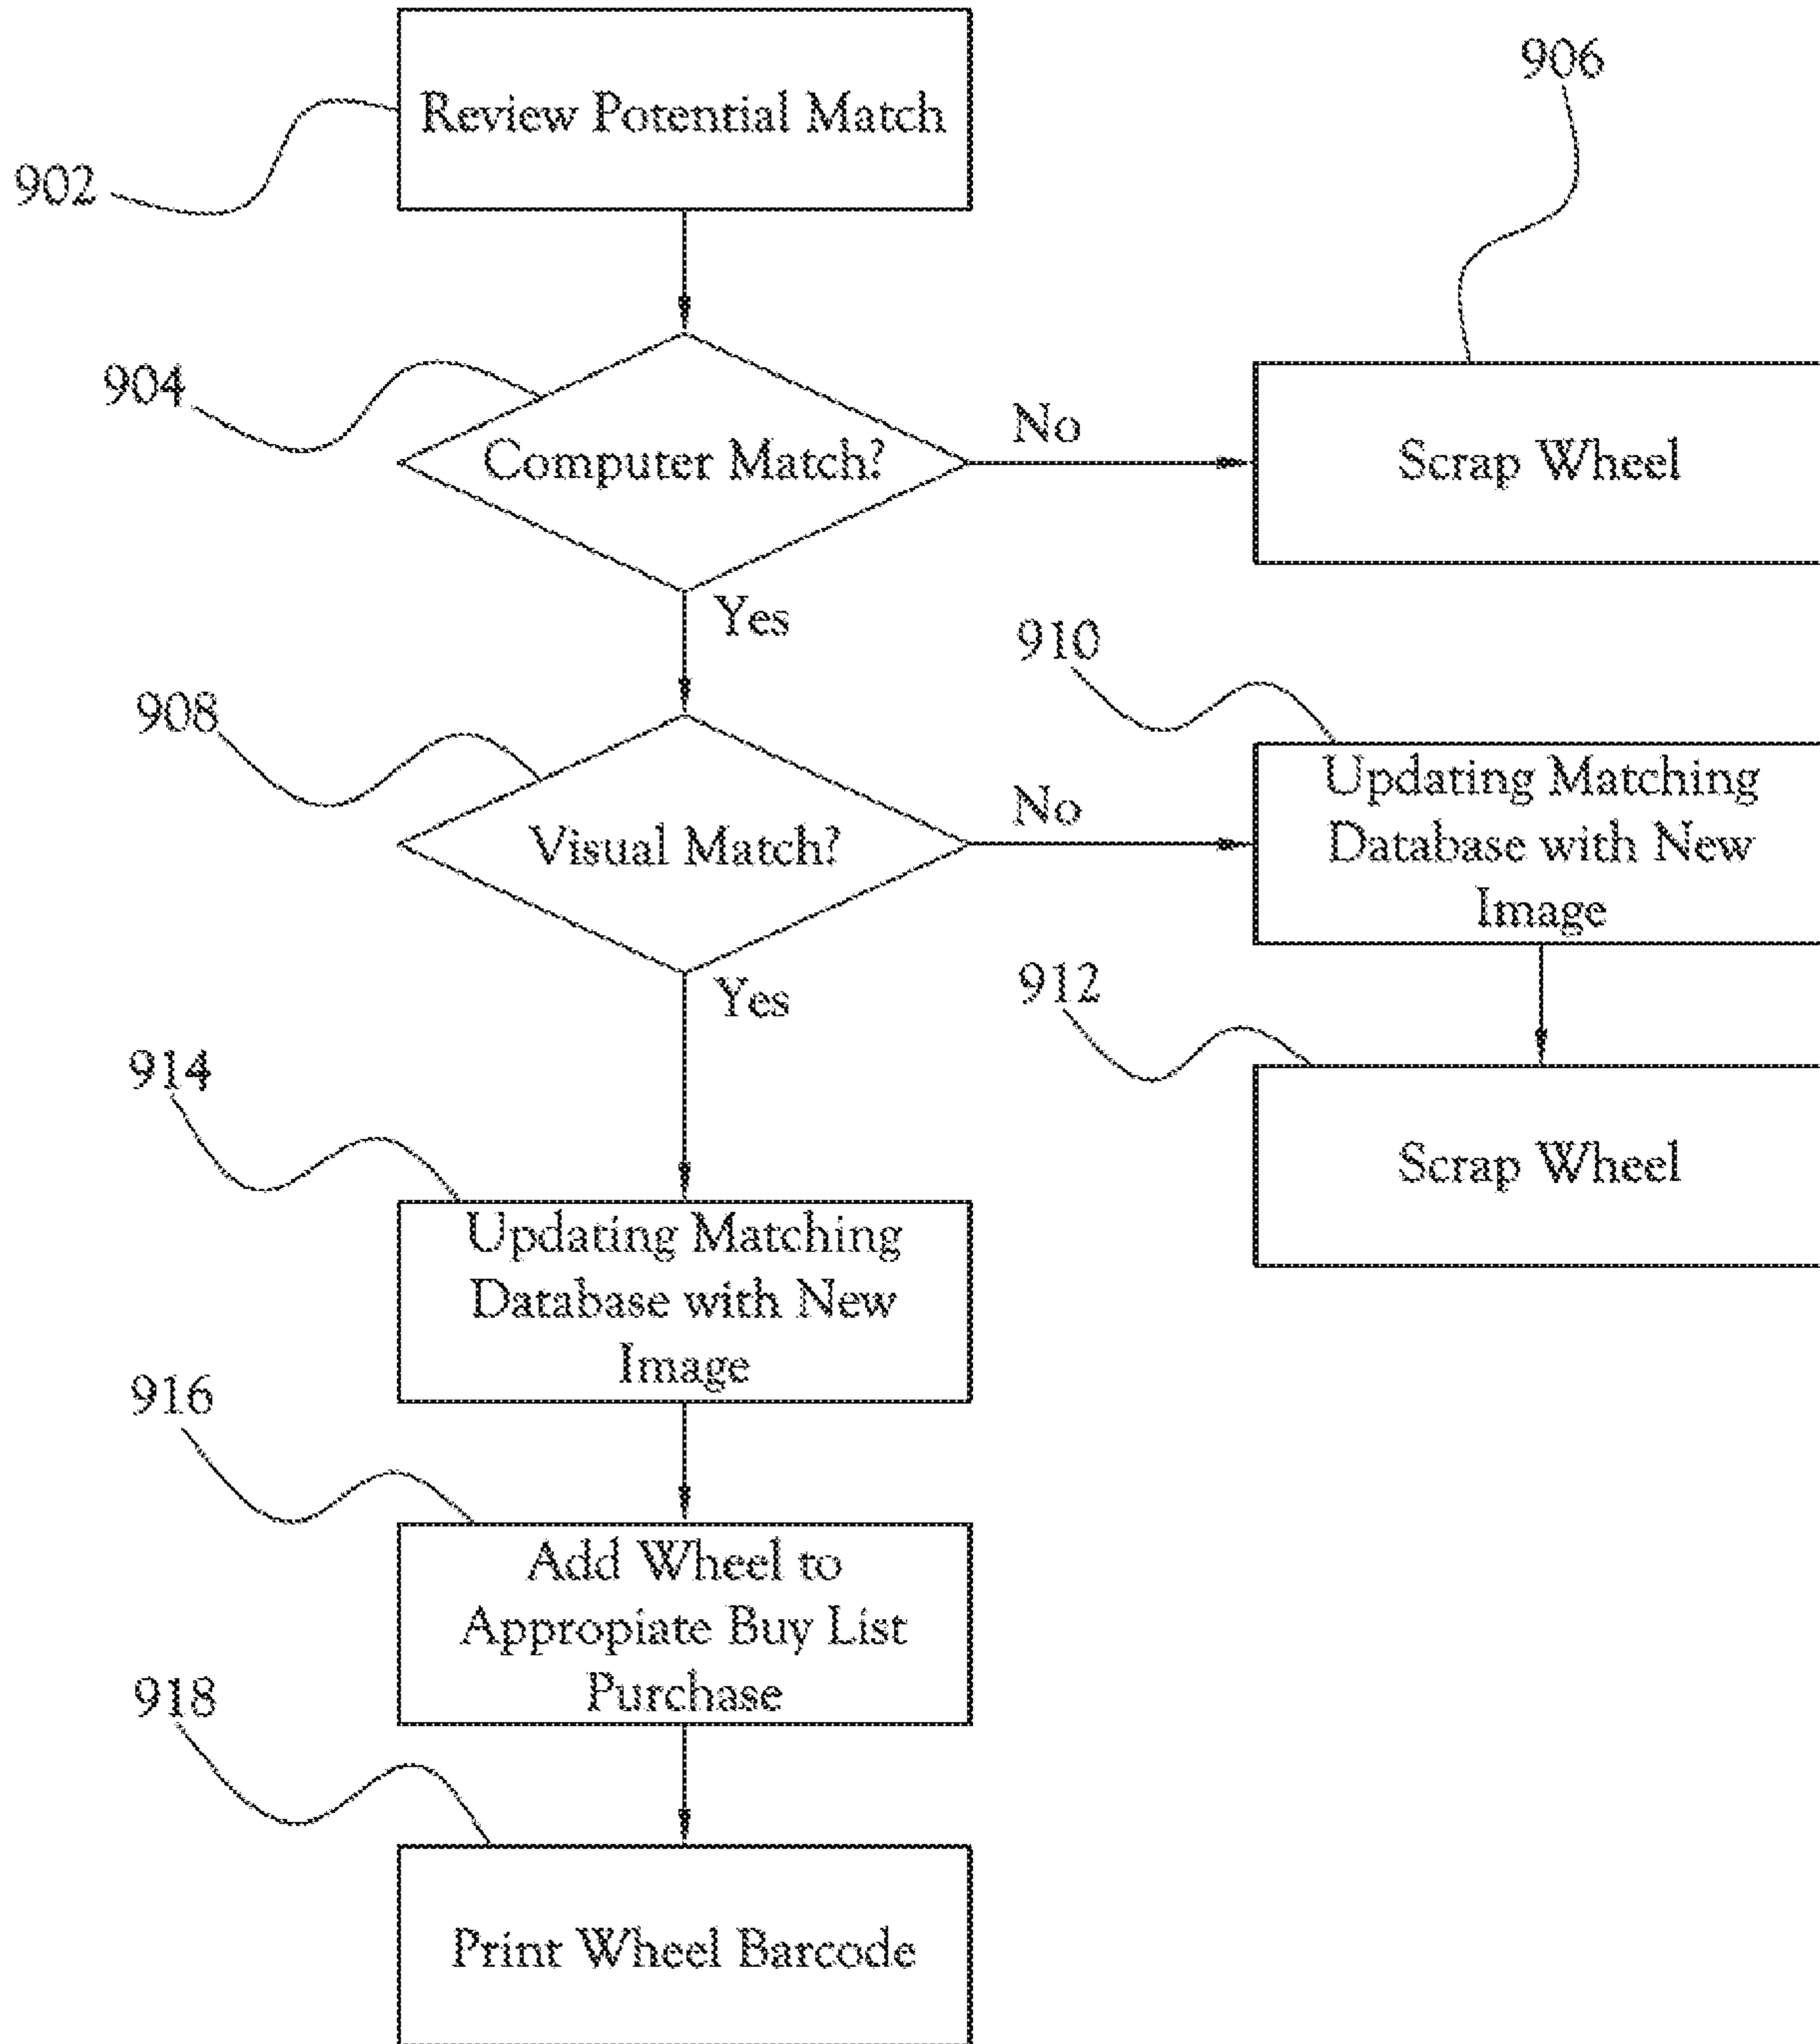 Review Potential Match
902
906
904
Computer Match?
No
Scrap Wheel
Yes
908
Visual Match?
No
910
Updating Matching
Database with New
Image
Yes
912
Scrap Wheel
914
Updating Matching
Database with New
Image
916
Add Wheel to
Appropiate Buy List
Purchase
918
Print Wheel Barcode